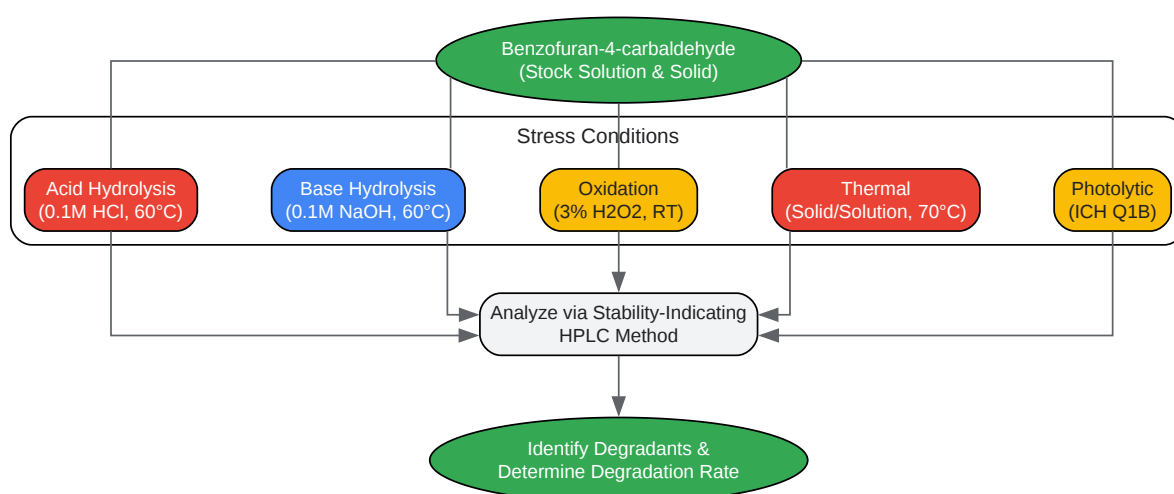 Benzofuran-4-carbaldehyde
(Stock Solution & Solid)
Stress Conditions
Acid Hydrolysis
(0.1M HCl, 60°C)
Base Hydrolysis
(0.1M NaOH, 60°C)
Oxidation
(3% H2O2, RT)
Thermal
(Solid/Solution, 70°C)
Photolytic
(ICH Q1B)
Analyze via Stability-Indicating
HPLC Method
Identify Degradants &
Determine Degradation Rate